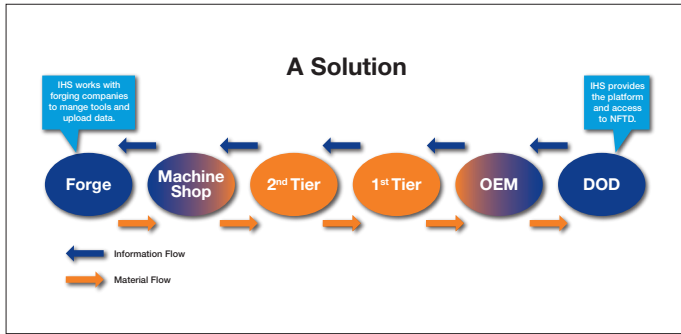 A Solution
IHS works with
forging companies
to mange tools and
upload data.
IHS provides
the platform
and access
to NFTD.
Forge
Machine
Shop
2nd Tier
1st Tier
OEM
DOD
Information Flow
Material Flow